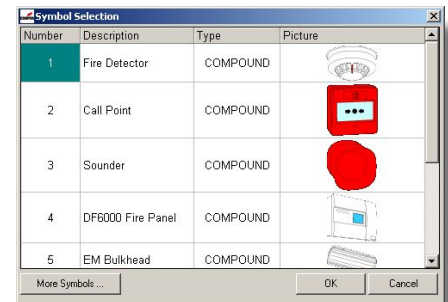 Symbol Selection
Number Description Type Picture
1 Fire Detector COMPOUND
2 Call Point COMPOUND
3 Sounder COMPOUND
4 DF6000 Fire Panel COMPOUND
5 EM Bulkhead COMPOUND
More Symbols ... OK Cancel